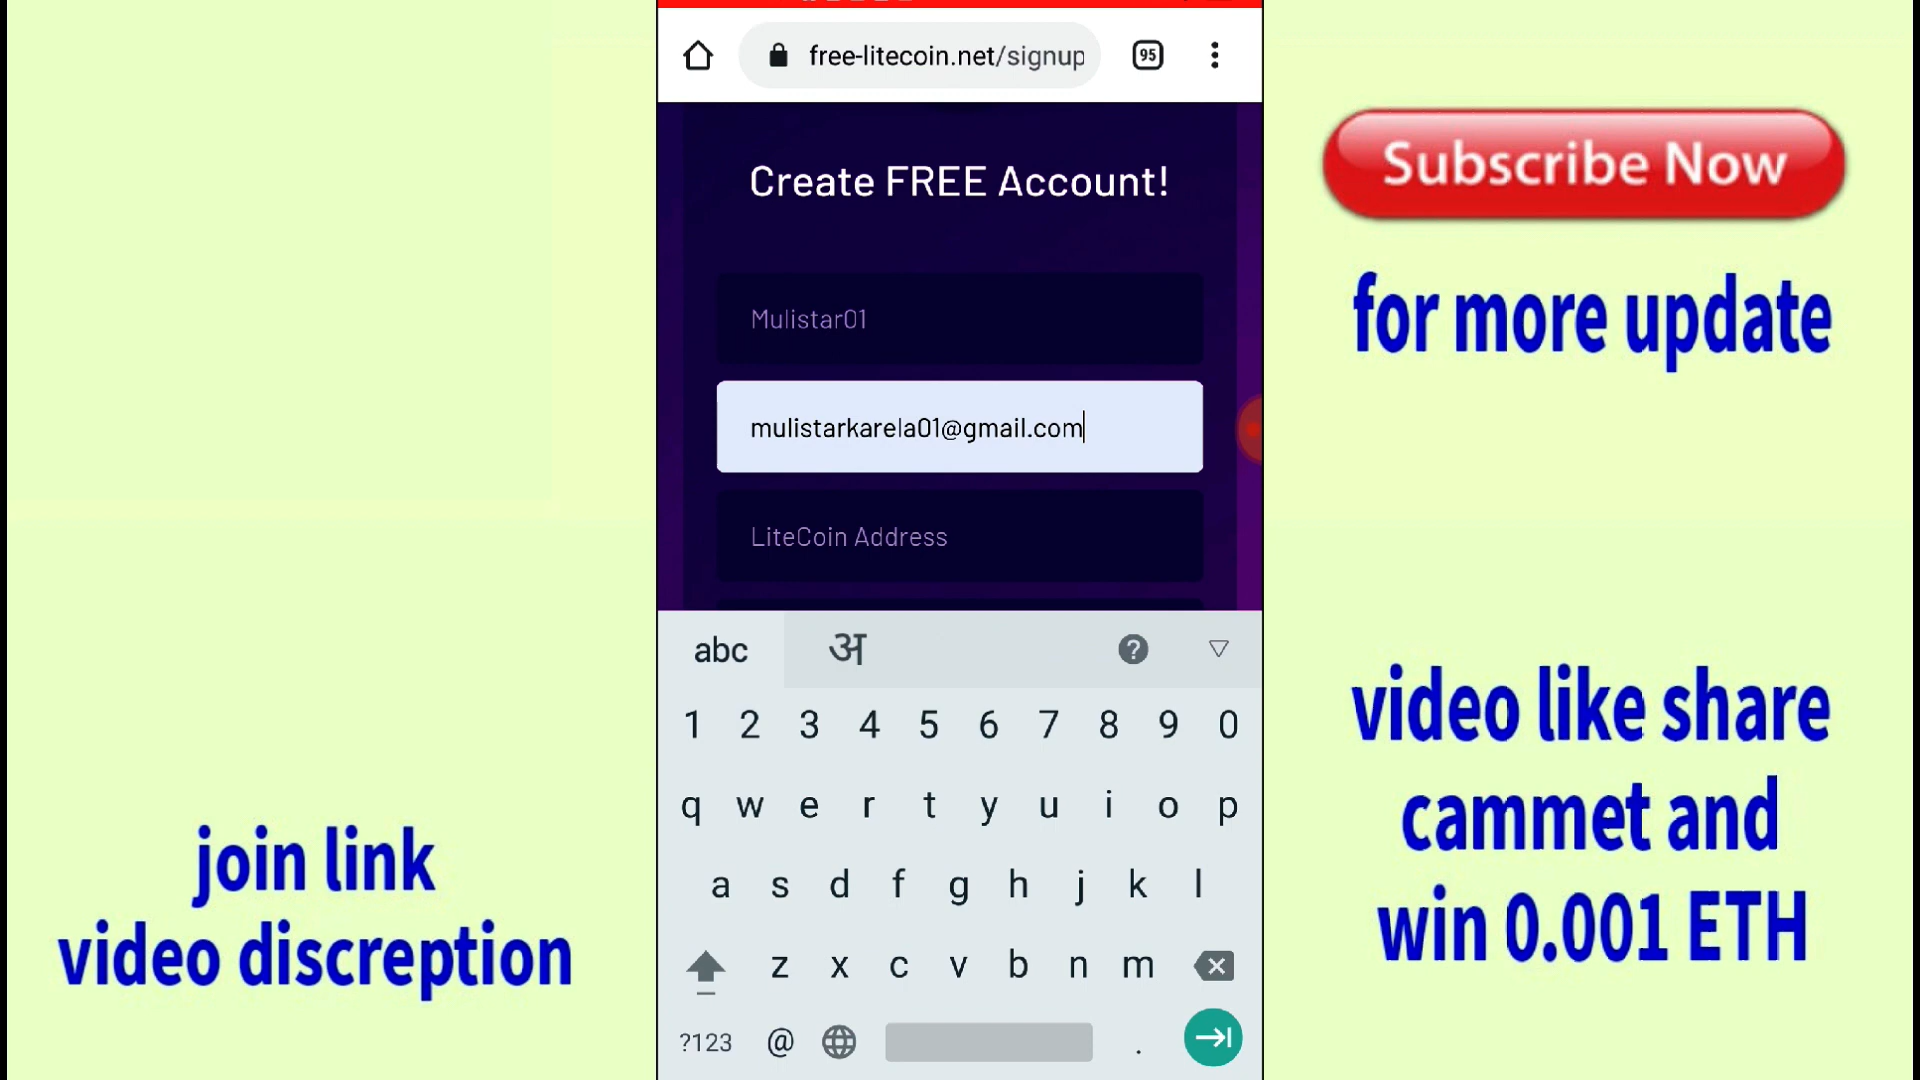 free-litecoin.net/signup
95
Create FREE Account!
Mulistar01
mulistarkarela01@gmail.com
LiteCoin Address
abc अ ?
1 2 3 4 5 6 7 8 9 0
q w e r t y u i o p
a s d f g h j k l
z x c v b n m
?123 @ .
join link
video discreption
Subscribe Now
for more update
video like share
cammet and
win 0.001 ETH